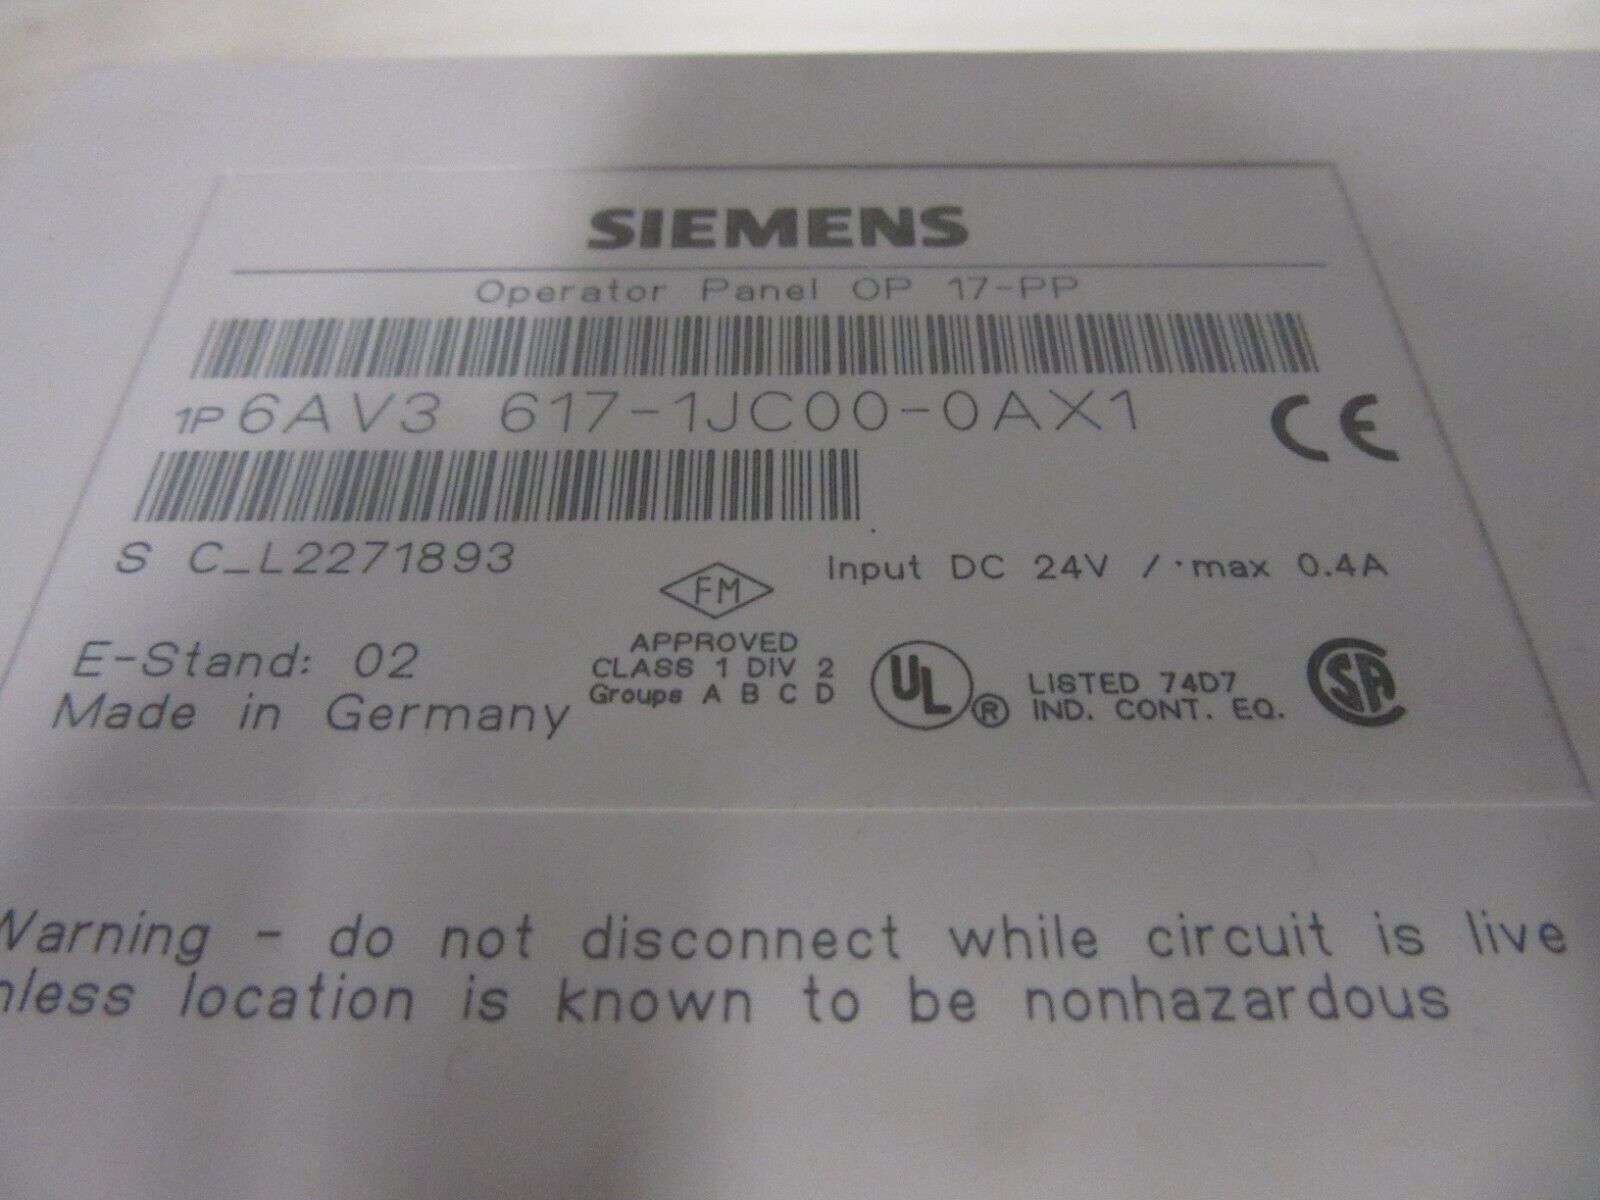 SIEMENS
Operator Panel OP 17-PP
1P 6AV3 617-1JC00-0AX1
CE
S C_L2271893
Input DC 24V / max 0.4A
FM
APPROVED
CLASS 1 DIV 2
Groups A B C D
E-Stand: 02
Made in Germany
UL ®
LISTED 74D7
IND. CONT. EQ.
SA
Warning - do not disconnect while circuit is live
nless location is known to be nonhazardous